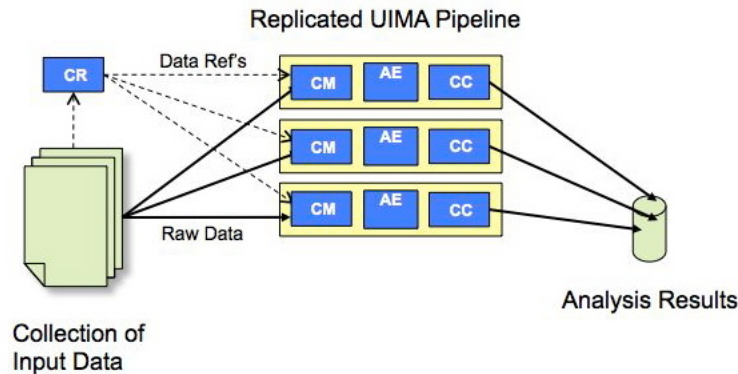 Replicated UIMA Pipeline
CR
Data Ref's
CM
AE
CC
CM
AE
CC
CM
AE
CC
Raw Data
Analysis Results
Collection of
Input Data